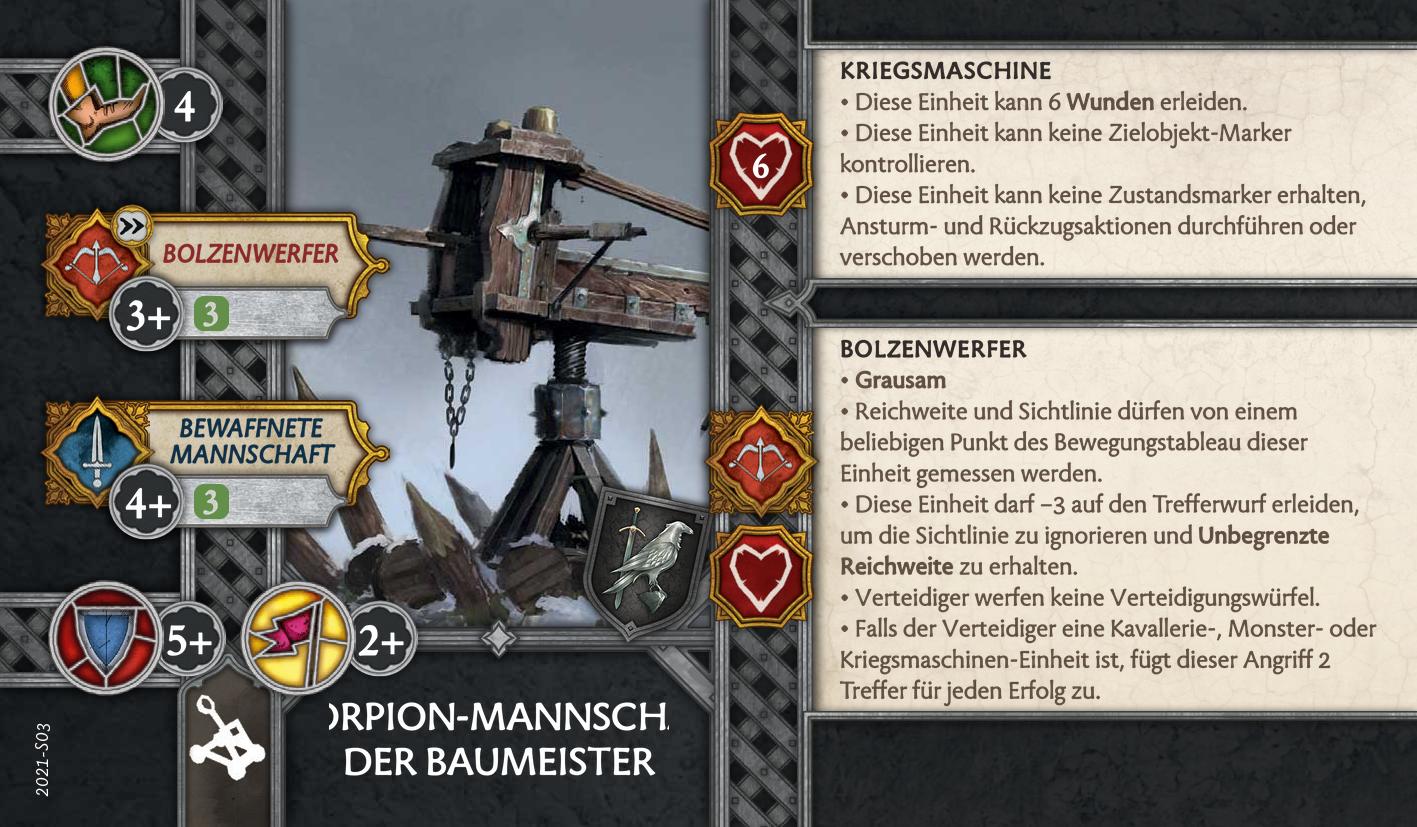 4
BOLZENWERFER
3+ 3
BEWAFFNETE
MANNSCHAFT
4+ 3
5+ 2+
ORPION-MANNSCH
DER BAUMEISTER
2021-S03
6
KRIEGSMASCHINE
• Diese Einheit kann 6 Wunden erleiden.
• Diese Einheit kann keine Zielobjekt-Marker
kontrollieren.
• Diese Einheit kann keine Zustandsmarker erhalten,
Ansturm- und Rückzugsaktionen durchführen oder
verschoben werden.
BOLZENWERFER
• Grausam
• Reichweite und Sichtlinie dürfen von einem
beliebigen Punkt des Bewegungstableau dieser
Einheit gemessen werden.
• Diese Einheit darf –3 auf den Trefferwurf erleiden,
um die Sichtlinie zu ignorieren und Unbegrenzte
Reichweite zu erhalten.
• Verteidiger werfen keine Verteidigungswürfel.
• Falls der Verteidiger eine Kavallerie-, Monster- oder
Kriegsmaschinen-Einheit ist, fügt dieser Angriff 2
Treffer für jeden Erfolg zu.